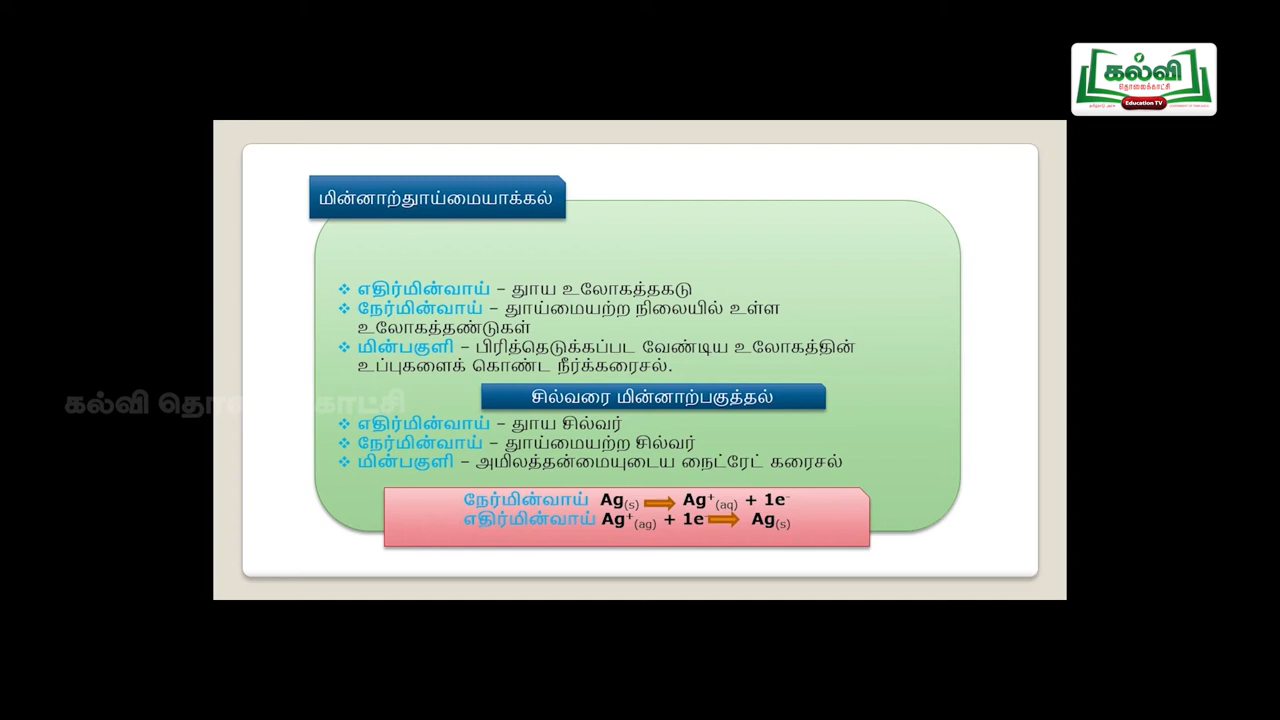 கல்வி
தொலைக்காட்சி
Education TV
மின்னாற்தூய்மையாக்கல்
❖ எதிர்மின்வாய் – தூய உலோகத்தகடு
❖ நேர்மின்வாய் – தூய்மையற்ற நிலையில் உள்ள
உலோகத்தண்டுகள்
❖ மின்பகுளி – பிரித்தெடுக்கப்பட வேண்டிய உலோகத்தின்
உப்புகளைக் கொண்ட நீர்க்கரைசல்.
கல்வி தொலைக்காட்சி
சில்வரை மின்னாற்பகுத்தல்
❖ எதிர்மின்வாய் – தூய சில்வர்
❖ நேர்மின்வாய் – தூய்மையற்ற சில்வர்
❖ மின்பகுளி – அமிலத்தன்மையுடைய நைட்ரேட் கரைசல்
நேர்மின்வாய் Ag(s) → Ag⁺(aq) + 1e⁻
எதிர்மின்வாய் Ag⁺(ag) + 1e → Ag(s)